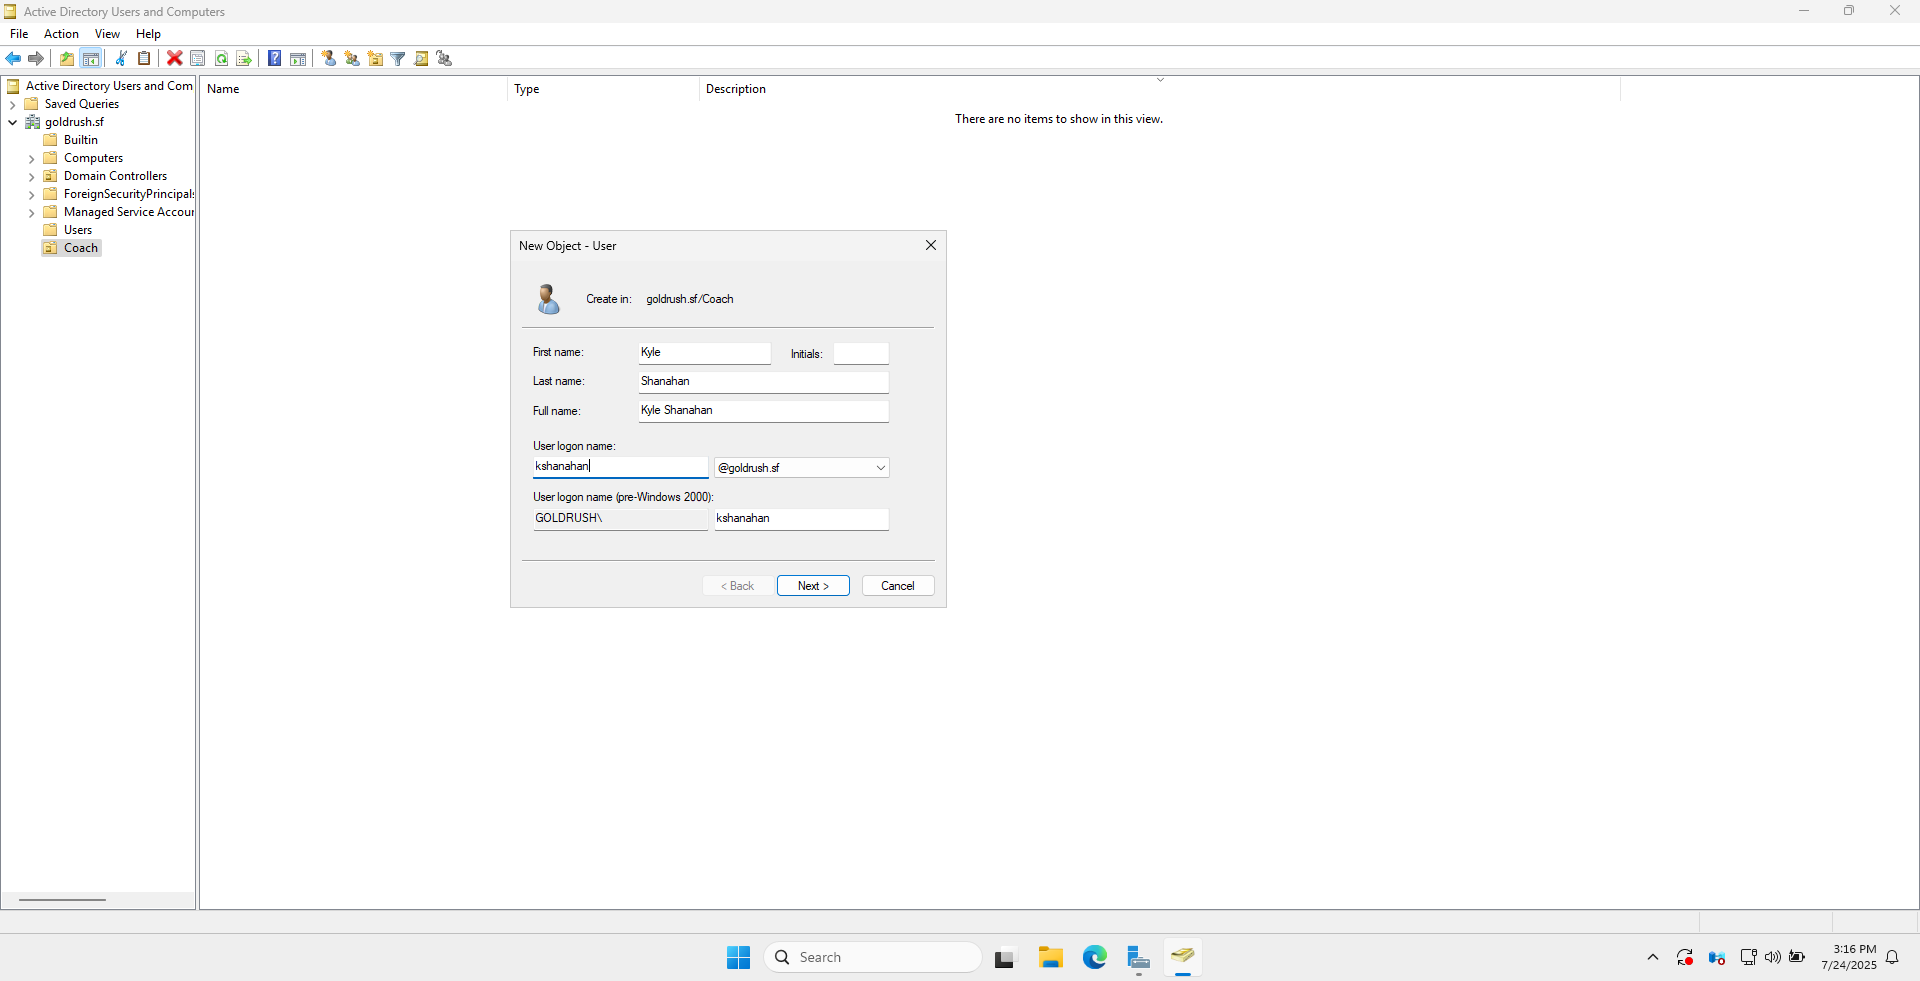 Active Directory Users and Computers
File Action View Help
Active Directory Users and Com
Saved Queries
goldrush.sf
Builtin
Computers
Domain Controllers
ForeignSecurityPrincipals
Managed Service Accour
Users
Coach
Name Type Description
There are no items to show in this view.
New Object - User
Create in: goldrush.sf/Coach
First name: Kyle Initials:
Last name: Shanahan
Full name: Kyle Shanahan
User logon name:
kshanahan @goldrush.sf
User logon name (pre-Windows 2000):
GOLDRUSH\ kshanahan
< Back Next > Cancel
Search
3:16 PM
7/24/2025